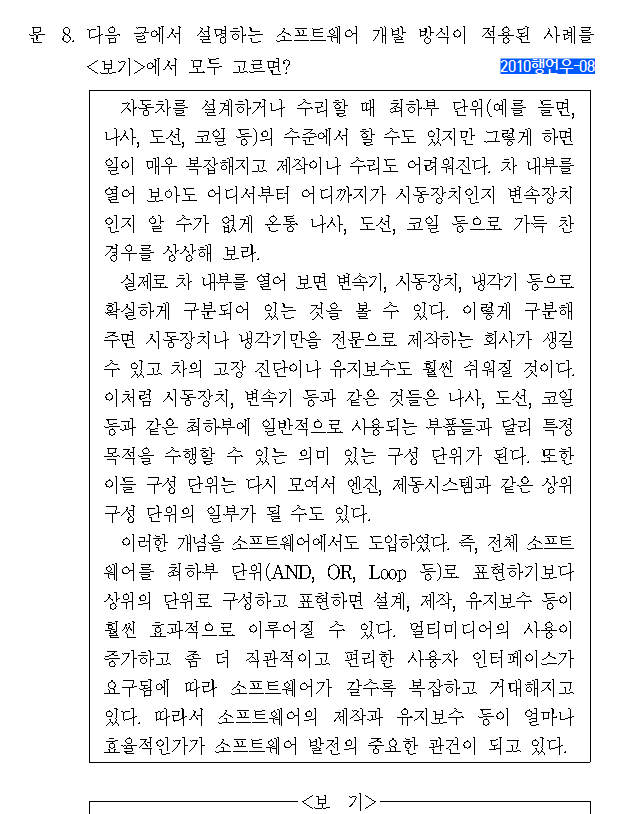 문 8. 다음 글에서 설명하는 소프트웨어 개발 방식이 적용된 사례를
<보기>에서 모두 고르면? 2010행언우-08
자동차를 설계하거나 수리할 때 최하부 단위(예를 들면,
나사, 도선, 코일 등)의 수준에서 할 수도 있지만 그렇게 하면
일이 매우 복잡해지고 제작이나 수리도 어려워진다. 차 내부를
열어 보아도 어디서부터 어디까지가 시동장치인지 변속장치
인지 알 수가 없게 온통 나사, 도선, 코일 등으로 가득 찬
경우를 상상해 보라.
실제로 차 내부를 열어 보면 변속기, 시동장치, 냉각기 등으로
확실하게 구분되어 있는 것을 볼 수 있다. 이렇게 구분해
주면 시동장치나 냉각기만을 전문으로 제작하는 회사가 생길
수 있고 차의 고장 진단이나 유지보수도 훨씬 쉬워질 것이다.
이처럼 시동장치, 변속기 등과 같은 것들은 나사, 도선, 코일
등과 같은 최하부에 일반적으로 사용되는 부품들과 달리 특정
목적을 수행할 수 있는 의미 있는 구성 단위가 된다. 또한
이들 구성 단위는 다시 모여서 엔진, 제동시스템과 같은 상위
구성 단위의 일부가 될 수도 있다.
이러한 개념을 소프트웨어에서도 도입하였다. 즉, 전체 소프트
웨어를 최하부 단위(AND, OR, Loop 등)로 표현하기보다
상위의 단위로 구성하고 표현하면 설계, 제작, 유지보수 등이
훨씬 효과적으로 이루어질 수 있다. 멀티미디어의 사용이
증가하고 좀 더 직관적이고 편리한 사용자 인터페이스가
요구됨에 따라 소프트웨어가 갈수록 복잡하고 거대해지고
있다. 따라서 소프트웨어의 제작과 유지보수 등이 얼마나
효율적인가가 소프트웨어 발전의 중요한 관건이 되고 있다.
<보 기>